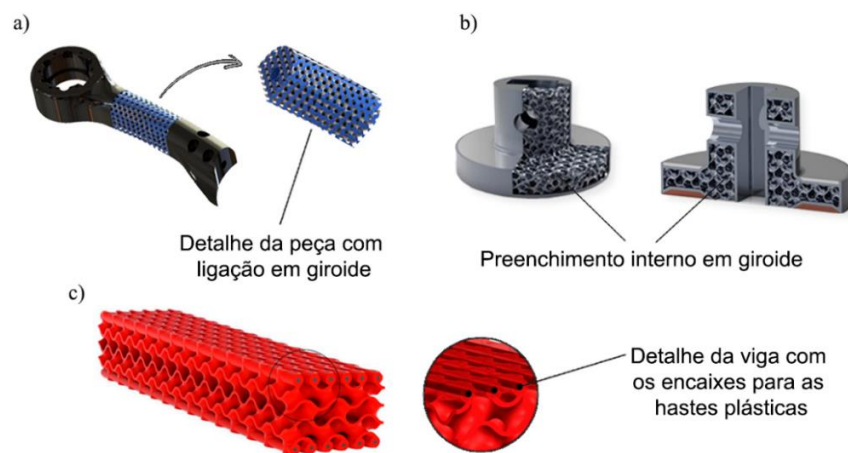 a)
b)
Detalhe da peça com
ligação em giroide
Preenchimento interno em giroide
c)
Detalhe da viga com
os encaixes para as
hastes plásticas